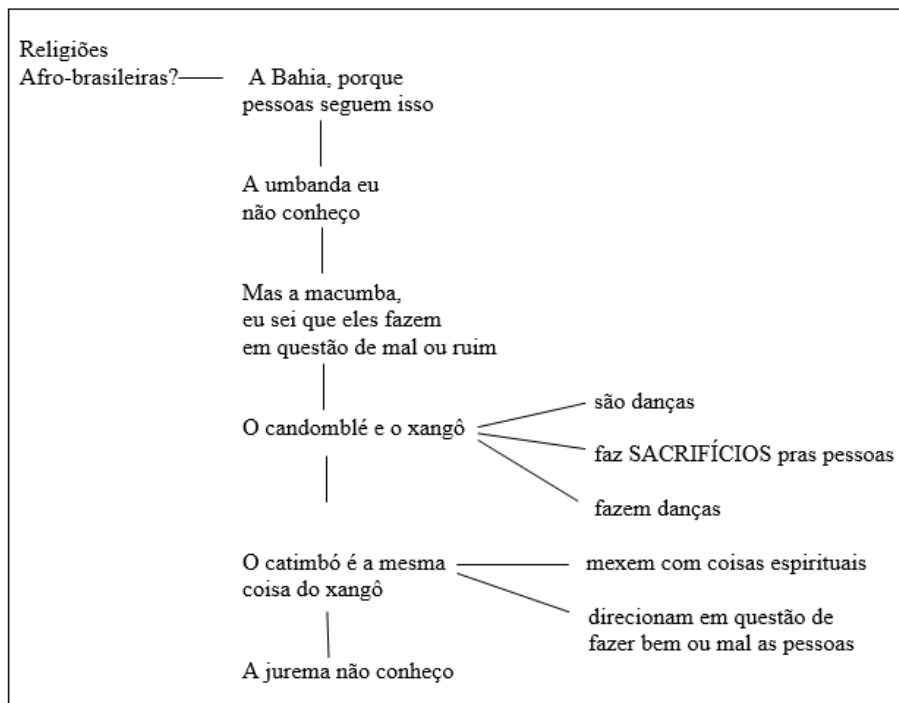 Religiões
Afro-brasileiras?
A Bahia, porque
pessoas seguem isso
A umbanda eu
não conheço
Mas a macumba,
eu sei que eles fazem
em questão de mal ou ruim
O candomblé e o xangô
são danças
faz SACRIFÍCIOS pras pessoas
fazem danças
O catimbó é a mesma
coisa do xangô
mexem com coisas espirituais
direcionam em questão de
fazer bem ou mal as pessoas
A jurema não conheço